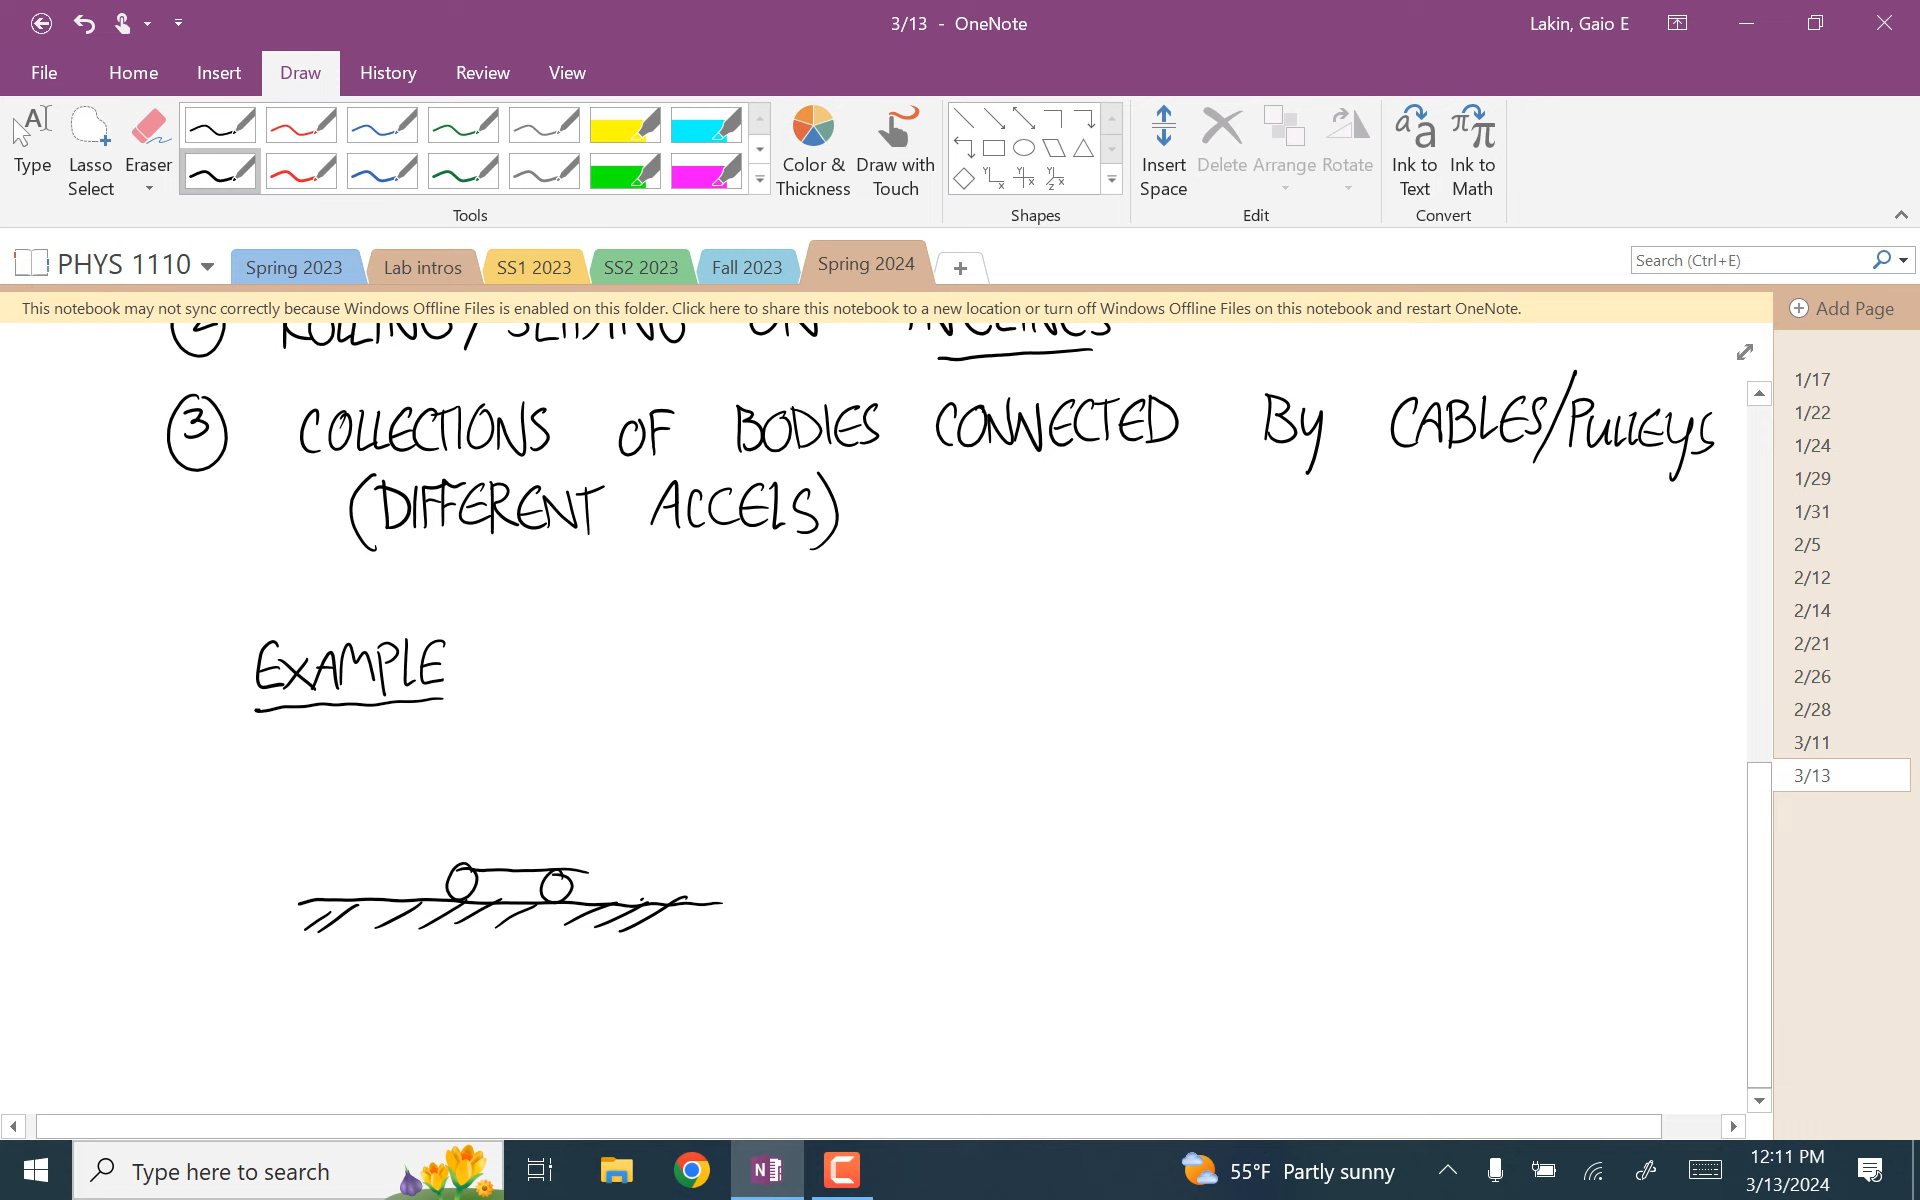 3/13 - OneNote
Lakin, Gaio E
File Home Insert Draw History Review View
Type
Lasso Select
Eraser
Color & Thickness
Draw with Touch
Insert Space
Delete
Arrange
Rotate
Ink to Text
Ink to Math
Tools
Shapes
Edit
Convert
PHYS 1110
Spring 2023
Lab intros
SS1 2023
SS2 2023
Fall 2023
Spring 2024
Search (Ctrl+E)
This notebook may not sync correctly because Windows Offline Files is enabled on this folder. Click here to share this notebook to a new location or turn off Windows Offline Files on this notebook and restart OneNote.
Add Page
② ROLLING/SLIDING ON INCLINES
③ COLLECTIONS OF BODIES CONNECTED BY CABLES/PULLEYS
(DIFFERENT ACCELS)
EXAMPLE
1/17
1/22
1/24
1/29
1/31
2/5
2/12
2/14
2/21
2/26
2/28
3/11
3/13
Type here to search
55°F Partly sunny
12:11 PM
3/13/2024